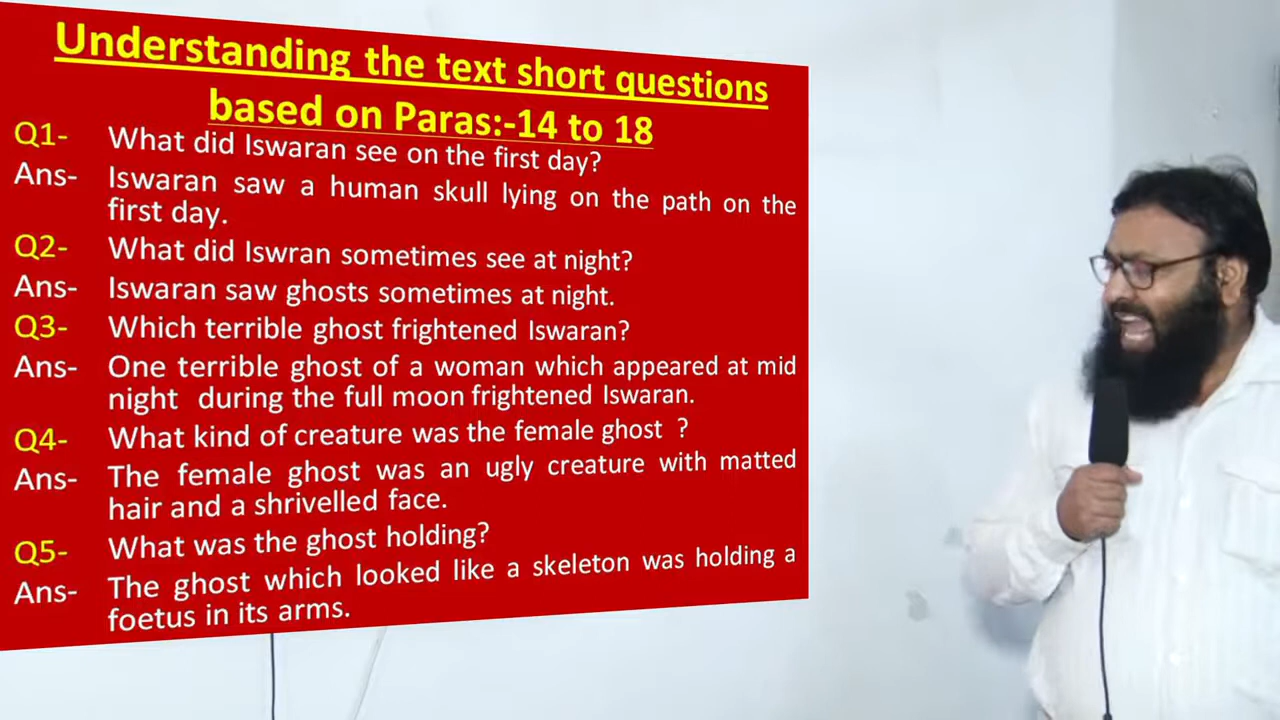 Understanding the text short questions
based on Paras:-14 to 18
Q1- What did Iswaran see on the first day?
Ans- Iswaran saw a human skull lying on the path on the
first day.
Q2- What did Iswran sometimes see at night?
Ans- Iswaran saw ghosts sometimes at night.
Q3- Which terrible ghost frightened Iswaran?
Ans- One terrible ghost of a woman which appeared at mid
night during the full moon frightened Iswaran.
Q4- What kind of creature was the female ghost ?
Ans- The female ghost was an ugly creature with matted
hair and a shrivelled face.
Q5- What was the ghost holding?
Ans- The ghost which looked like a skeleton was holding a
foetus in its arms.